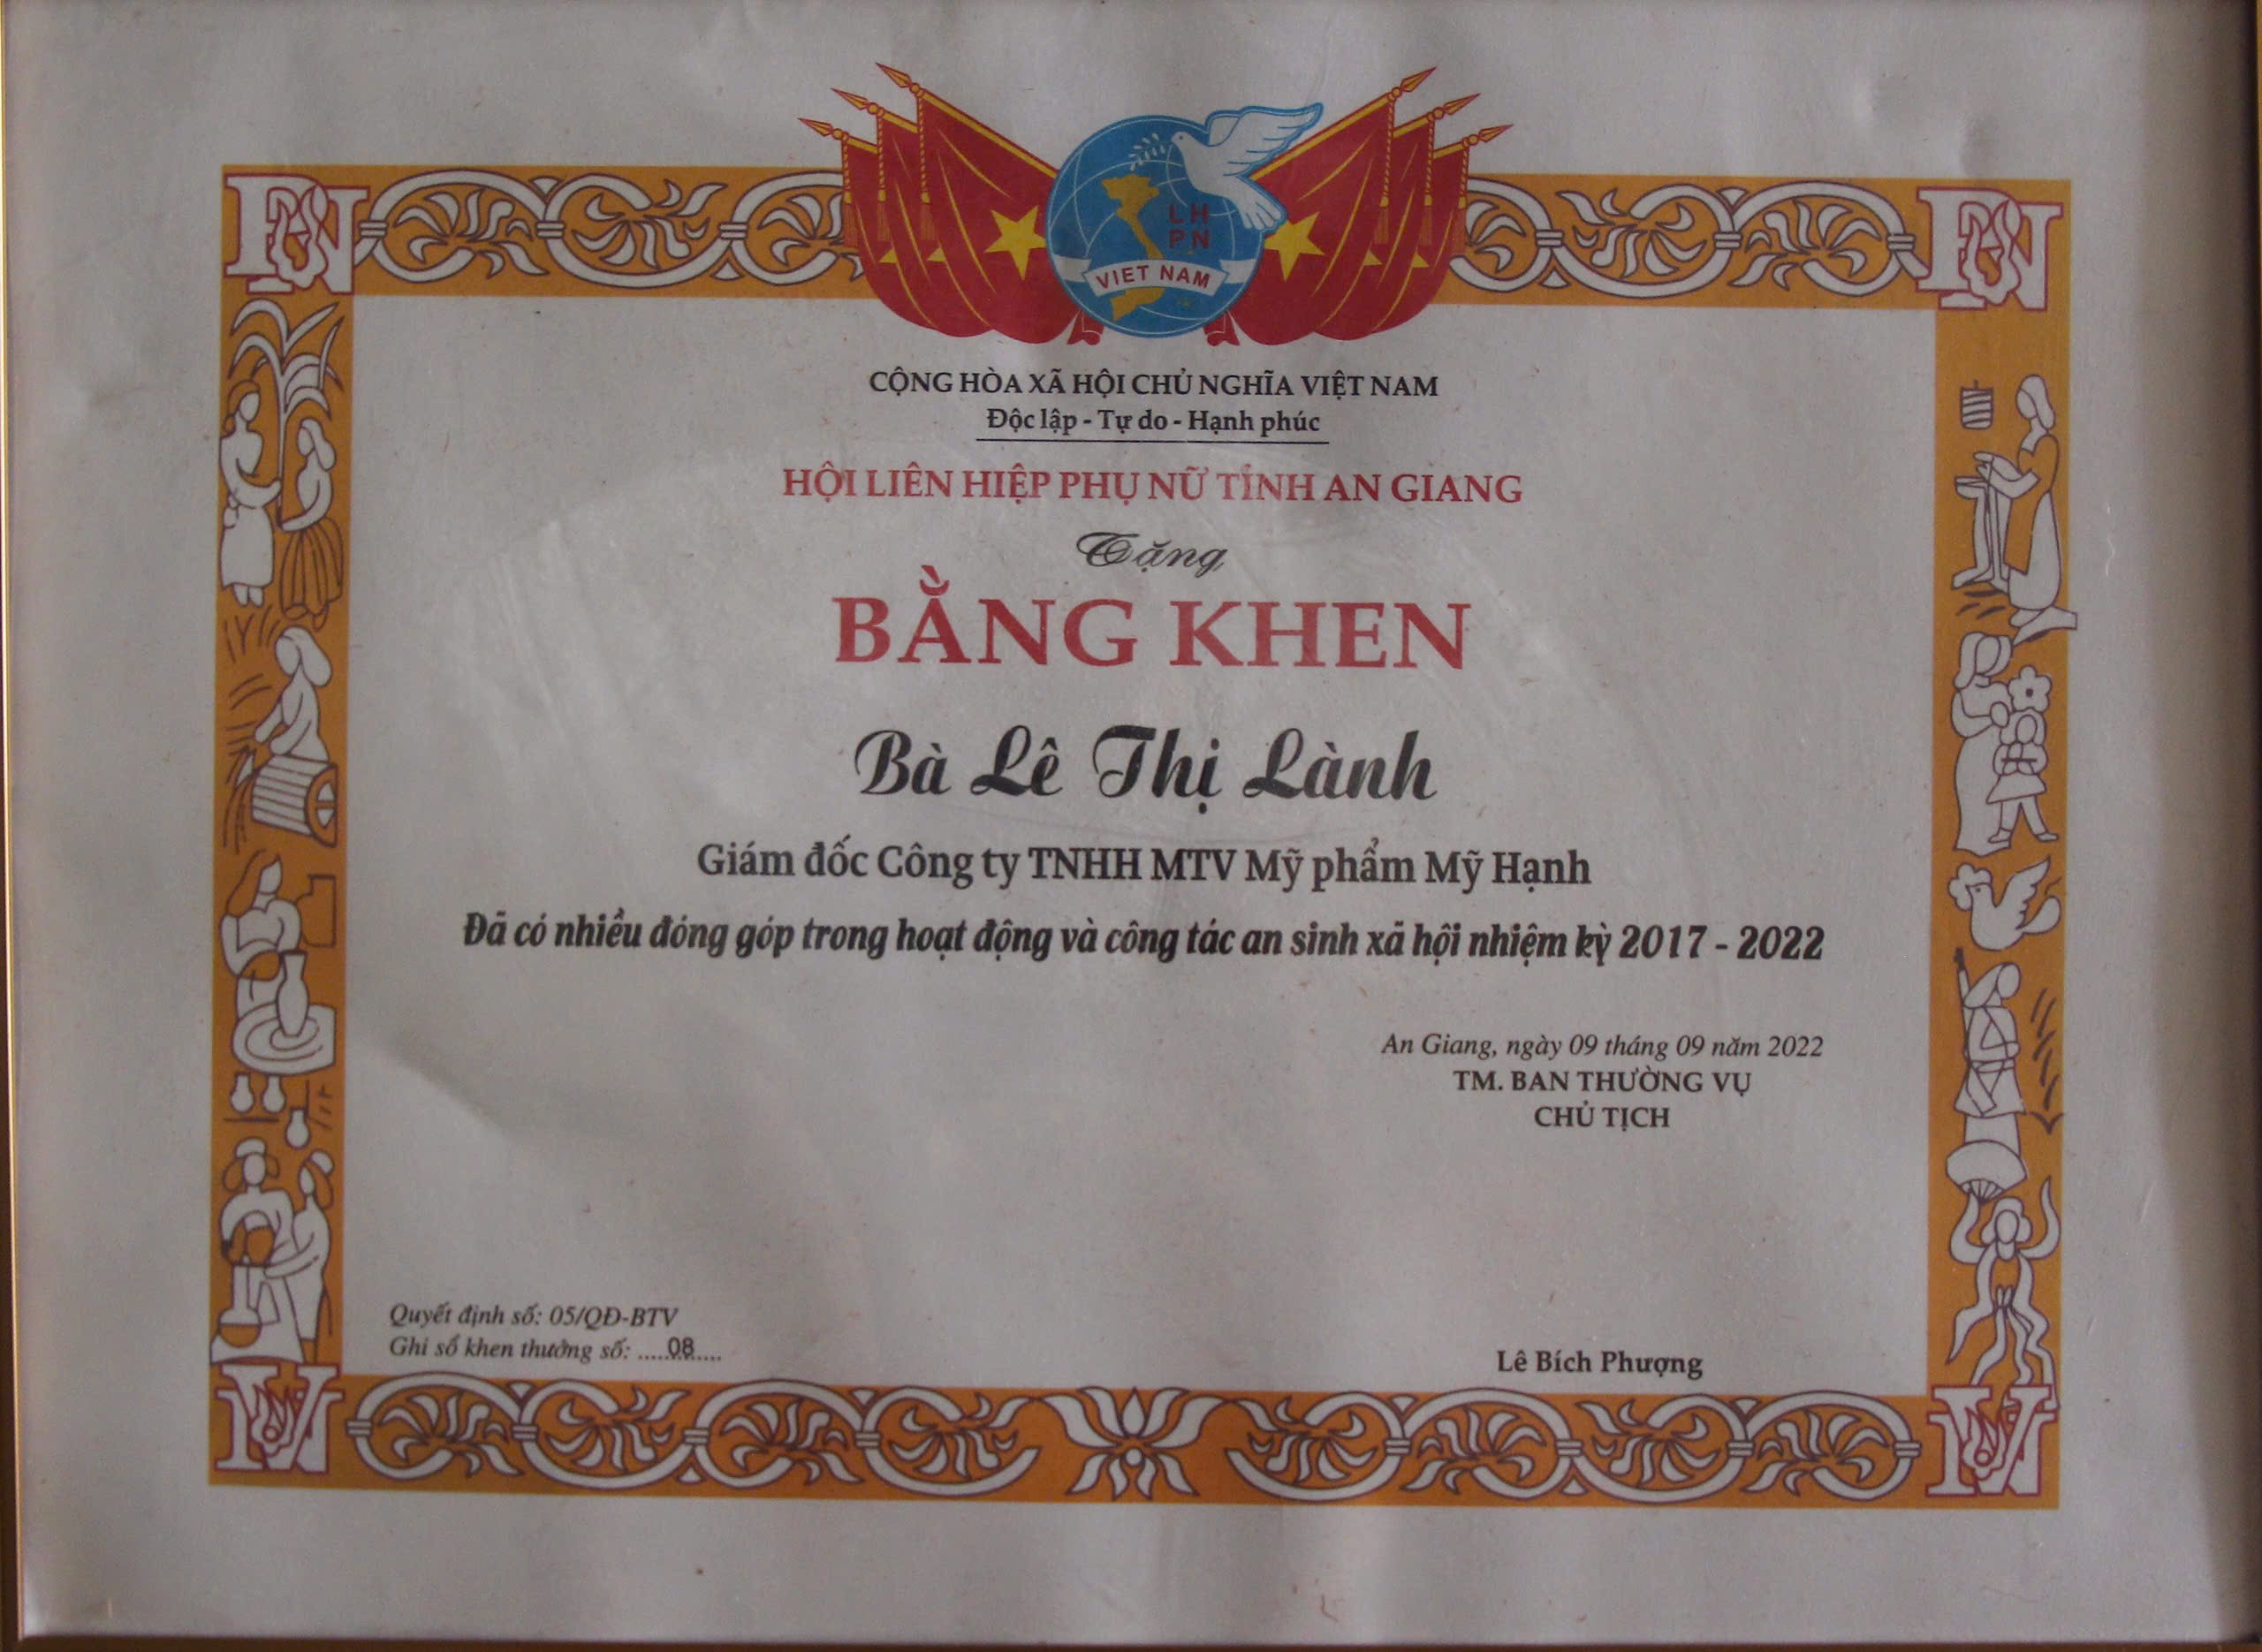 LH
PN
VIET NAM
CỘNG HÒA XÃ HỘI CHỦ NGHĨA VIỆT NAM
Độc lập - Tự do - Hạnh phúc
HỘI LIÊN HIỆP PHỤ NỮ TỈNH AN GIANG
Tặng
BẰNG KHEN
Bà Lê Thị Lành
Giám đốc Công ty TNHH MTV Mỹ phẩm Mỹ Hạnh
Đã có nhiều đóng góp trong hoạt động và công tác an sinh xã hội nhiệm kỳ 2017 - 2022
An Giang, ngày 09 tháng 09 năm 2022
TM. BAN THƯỜNG VỤ
CHỦ TỊCH
Quyết định số: 05/QĐ-BTV
Ghi sổ khen thưởng số: .....08.....
Lê Bích Phượng